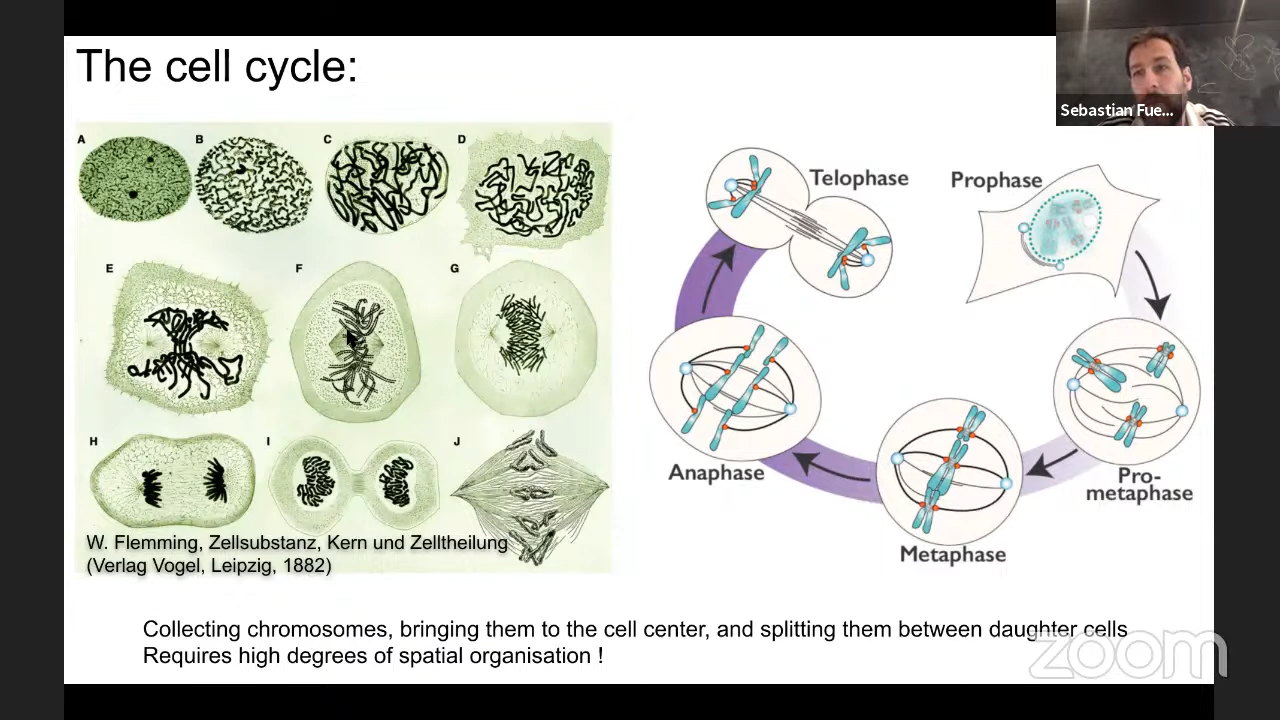 The cell cycle:
Sebastian Fue...
A
B
C
D
E
F
G
H
I
J
W. Flemming, Zellsubstanz, Kern und Zelltheilung
(Verlag Vogel, Leipzig, 1882)
Telophase
Prophase
Anaphase
Pro-
metaphase
Metaphase
Collecting chromosomes, bringing them to the cell center, and splitting them between daughter cells
Requires high degrees of spatial organisation !
zoom